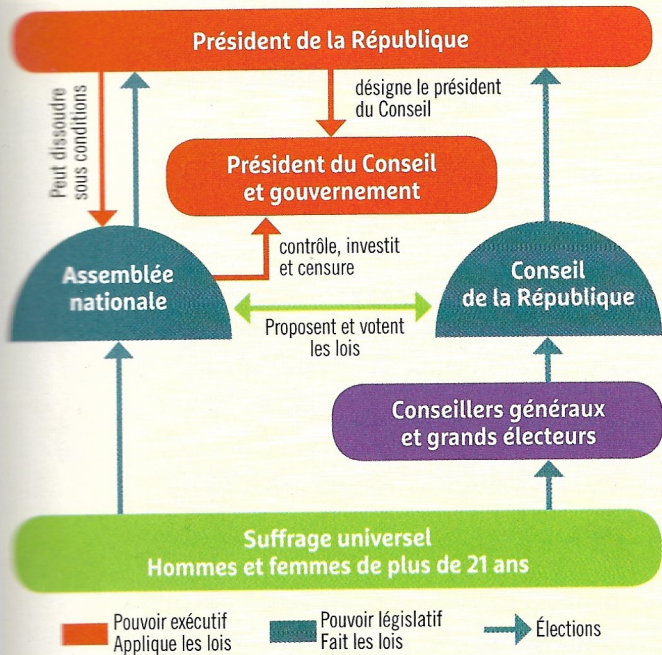 Président de la République
Peut dissoudre
sous conditions
désigne le président
du Conseil
Président du Conseil
et gouvernement
contrôle, investit
et censure
Assemblée
nationale
Conseil
de la République
Proposent et votent
les lois
Conseillers généraux
et grands électeurs
Suffrage universel
Hommes et femmes de plus de 21 ans
Pouvoir exécutif
Applique les lois
Pouvoir législatif
Fait les lois
Élections